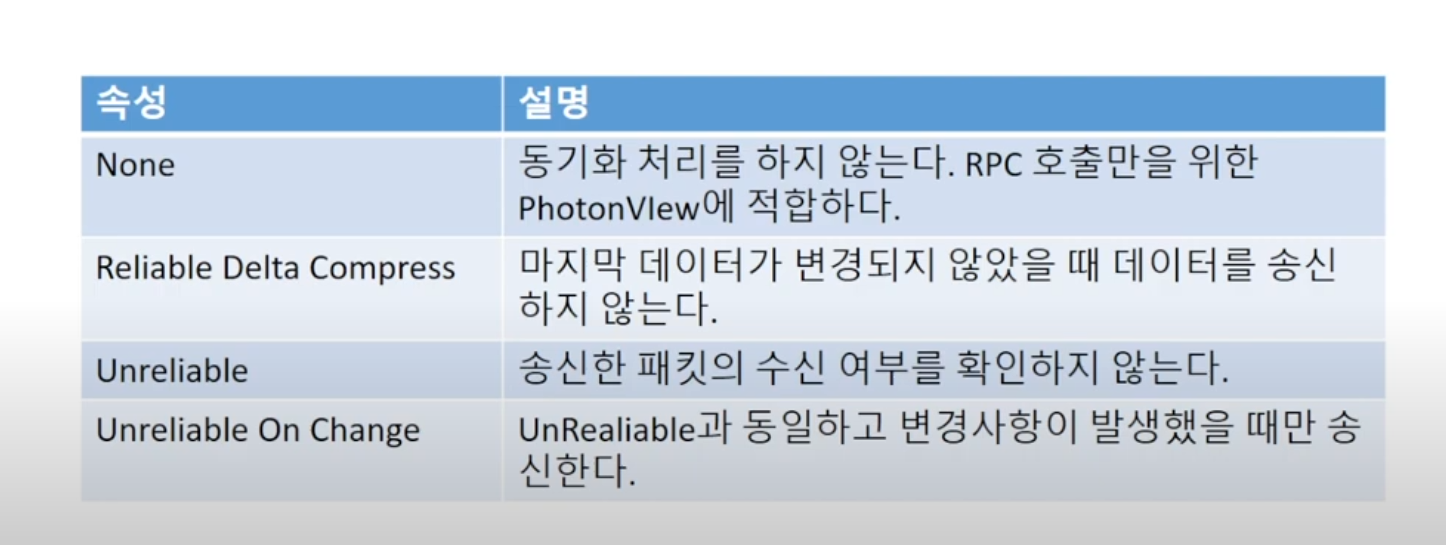 속성
설명
None
동기화 처리를 하지 않는다. RPC 호출만을 위한
PhotonVIew에 적합하다.
Reliable Delta Compress
마지막 데이터가 변경되지 않았을 때 데이터를 송신
하지 않는다.
Unreliable
송신한 패킷의 수신 여부를 확인하지 않는다.
Unreliable On Change
UnRealiable과 동일하고 변경사항이 발생했을 때만 송
신한다.